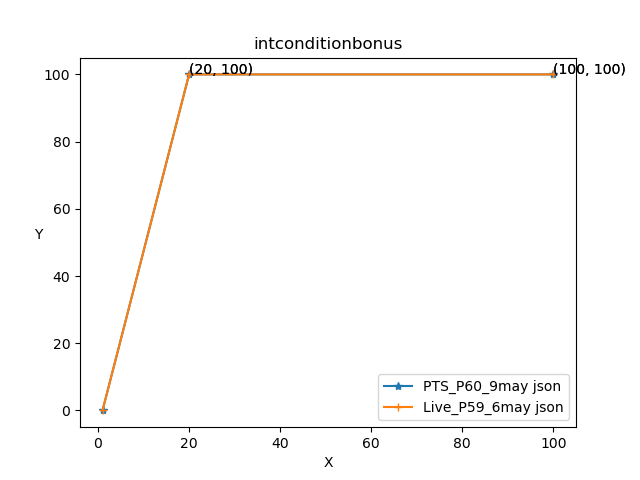 intconditionbonus
(20, 100)
(100, 100)
100
80
60
40
20
0
Y
0 20 40 60 80 100
X
PTS_P60_9may json
Live_P59_6may json